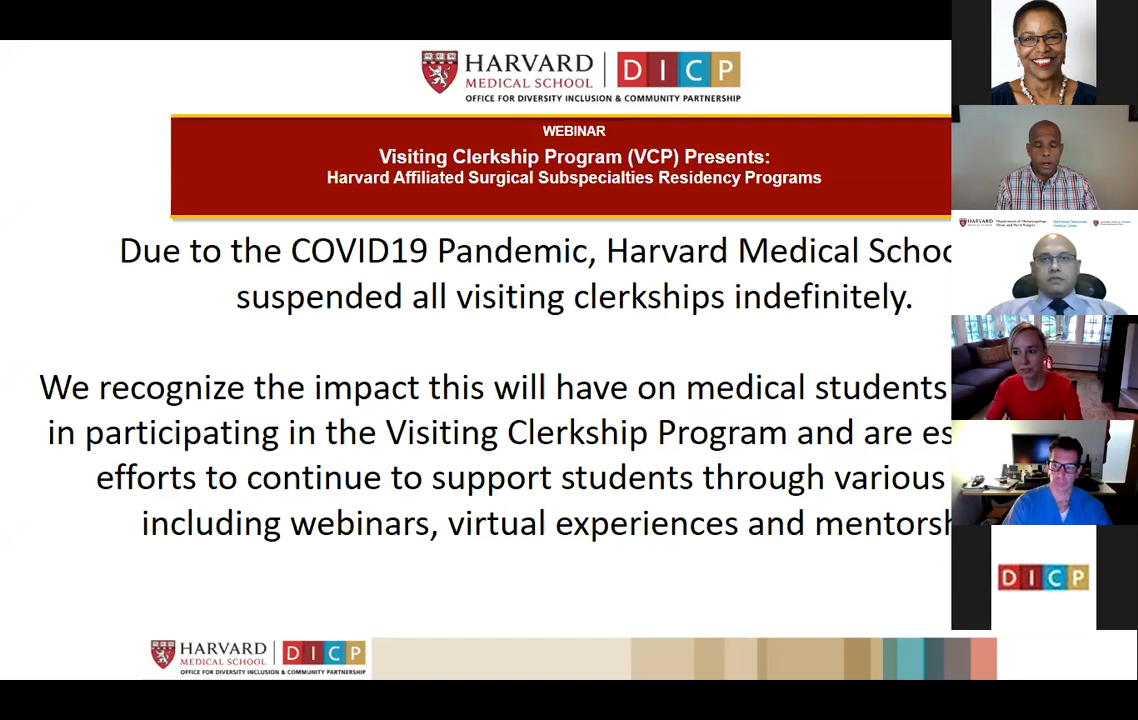 HARVARD
MEDICAL SCHOOL
DICP
OFFICE FOR DIVERSITY INCLUSION & COMMUNITY PARTNERSHIP
WEBINAR
Visiting Clerkship Program (VCP) Presents:
Harvard Affiliated Surgical Subspecialties Residency Programs
Due to the COVID19 Pandemic, Harvard Medical Schoo
suspended all visiting clerkships indefinitely.
We recognize the impact this will have on medical students
in participating in the Visiting Clerkship Program and are es
efforts to continue to support students through various
including webinars, virtual experiences and mentorsh
HARVARD
DICP
HARVARD
MEDICAL SCHOOL
DICP
OFFICE FOR DIVERSITY INCLUSION & COMMUNITY PARTNERSHIP